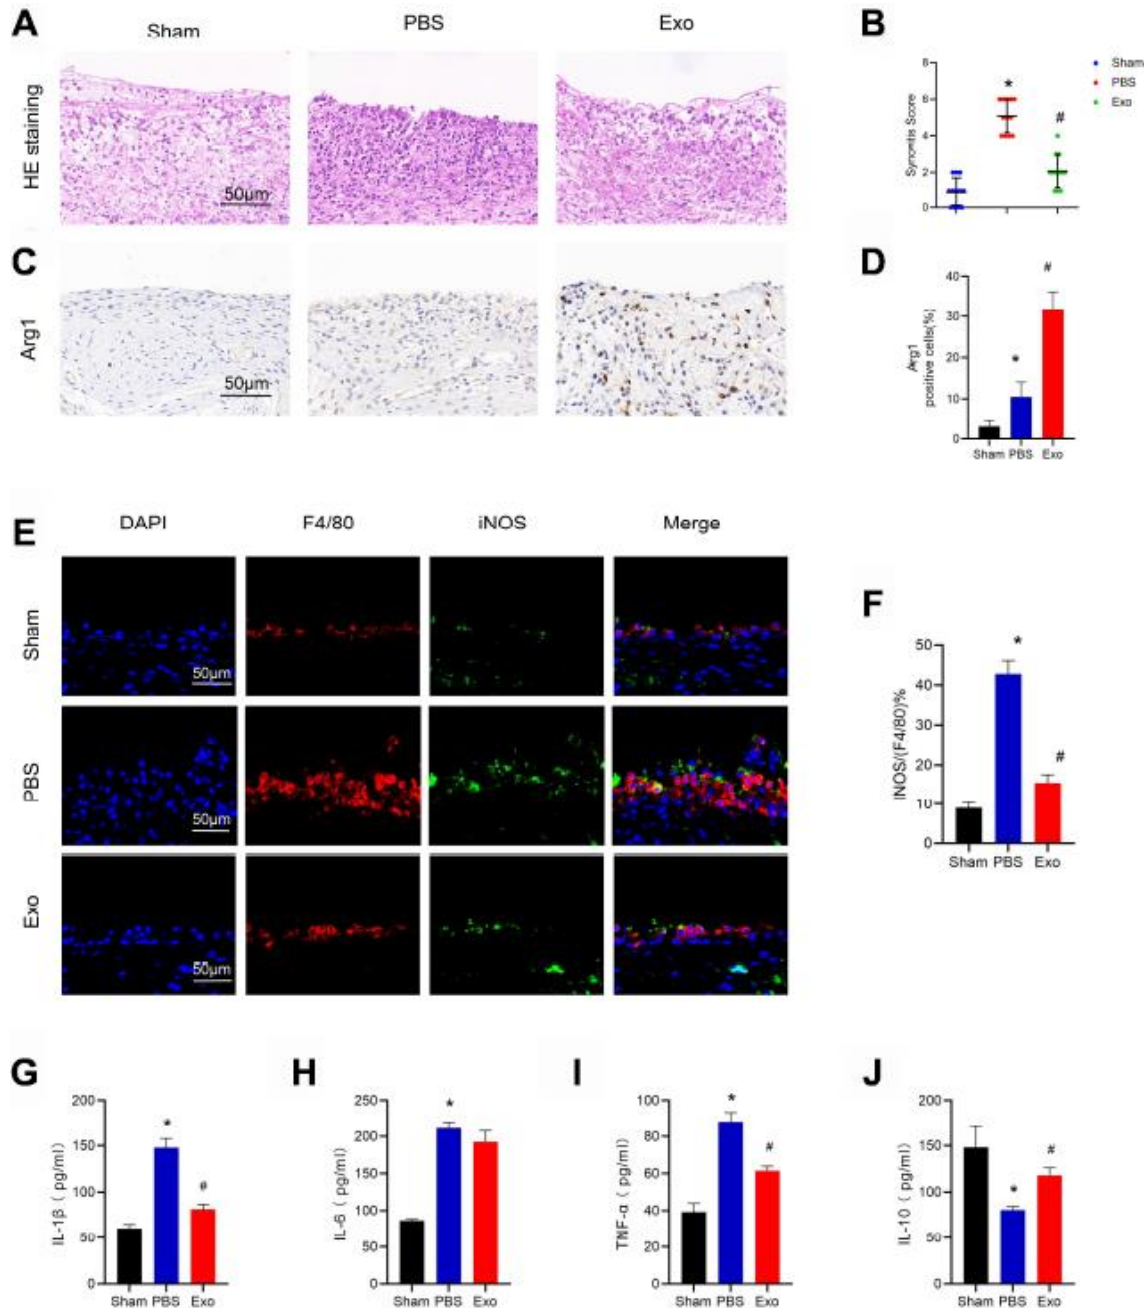 A
Sham
PBS
Exo
HE staining
50µm
B
Synovitis Score
8
6
4
2
0
*
#
Sham
PBS
Exo
C
Arg1
50µm
D
Arg1
positive cells(%)
40
30
20
10
0
*
#
Sham PBS Exo
E
DAPI
F4/80
iNOS
Merge
Sham
50µm
PBS
50µm
Exo
50µm
F
iNOS/(F4/80)%
50
40
30
20
10
0
*
#
Sham PBS Exo
G
IL-1β ( pg/ml)
200
150
100
50
0
*
#
Sham PBS Exo
H
IL-6 ( pg/ml)
250
200
150
100
50
0
*
Sham PBS Exo
I
TNF-α ( pg/ml)
100
80
60
40
20
0
*
#
Sham PBS Exo
J
IL-10 ( pg/ml)
200
150
100
50
0
*
#
Sham PBS Exo